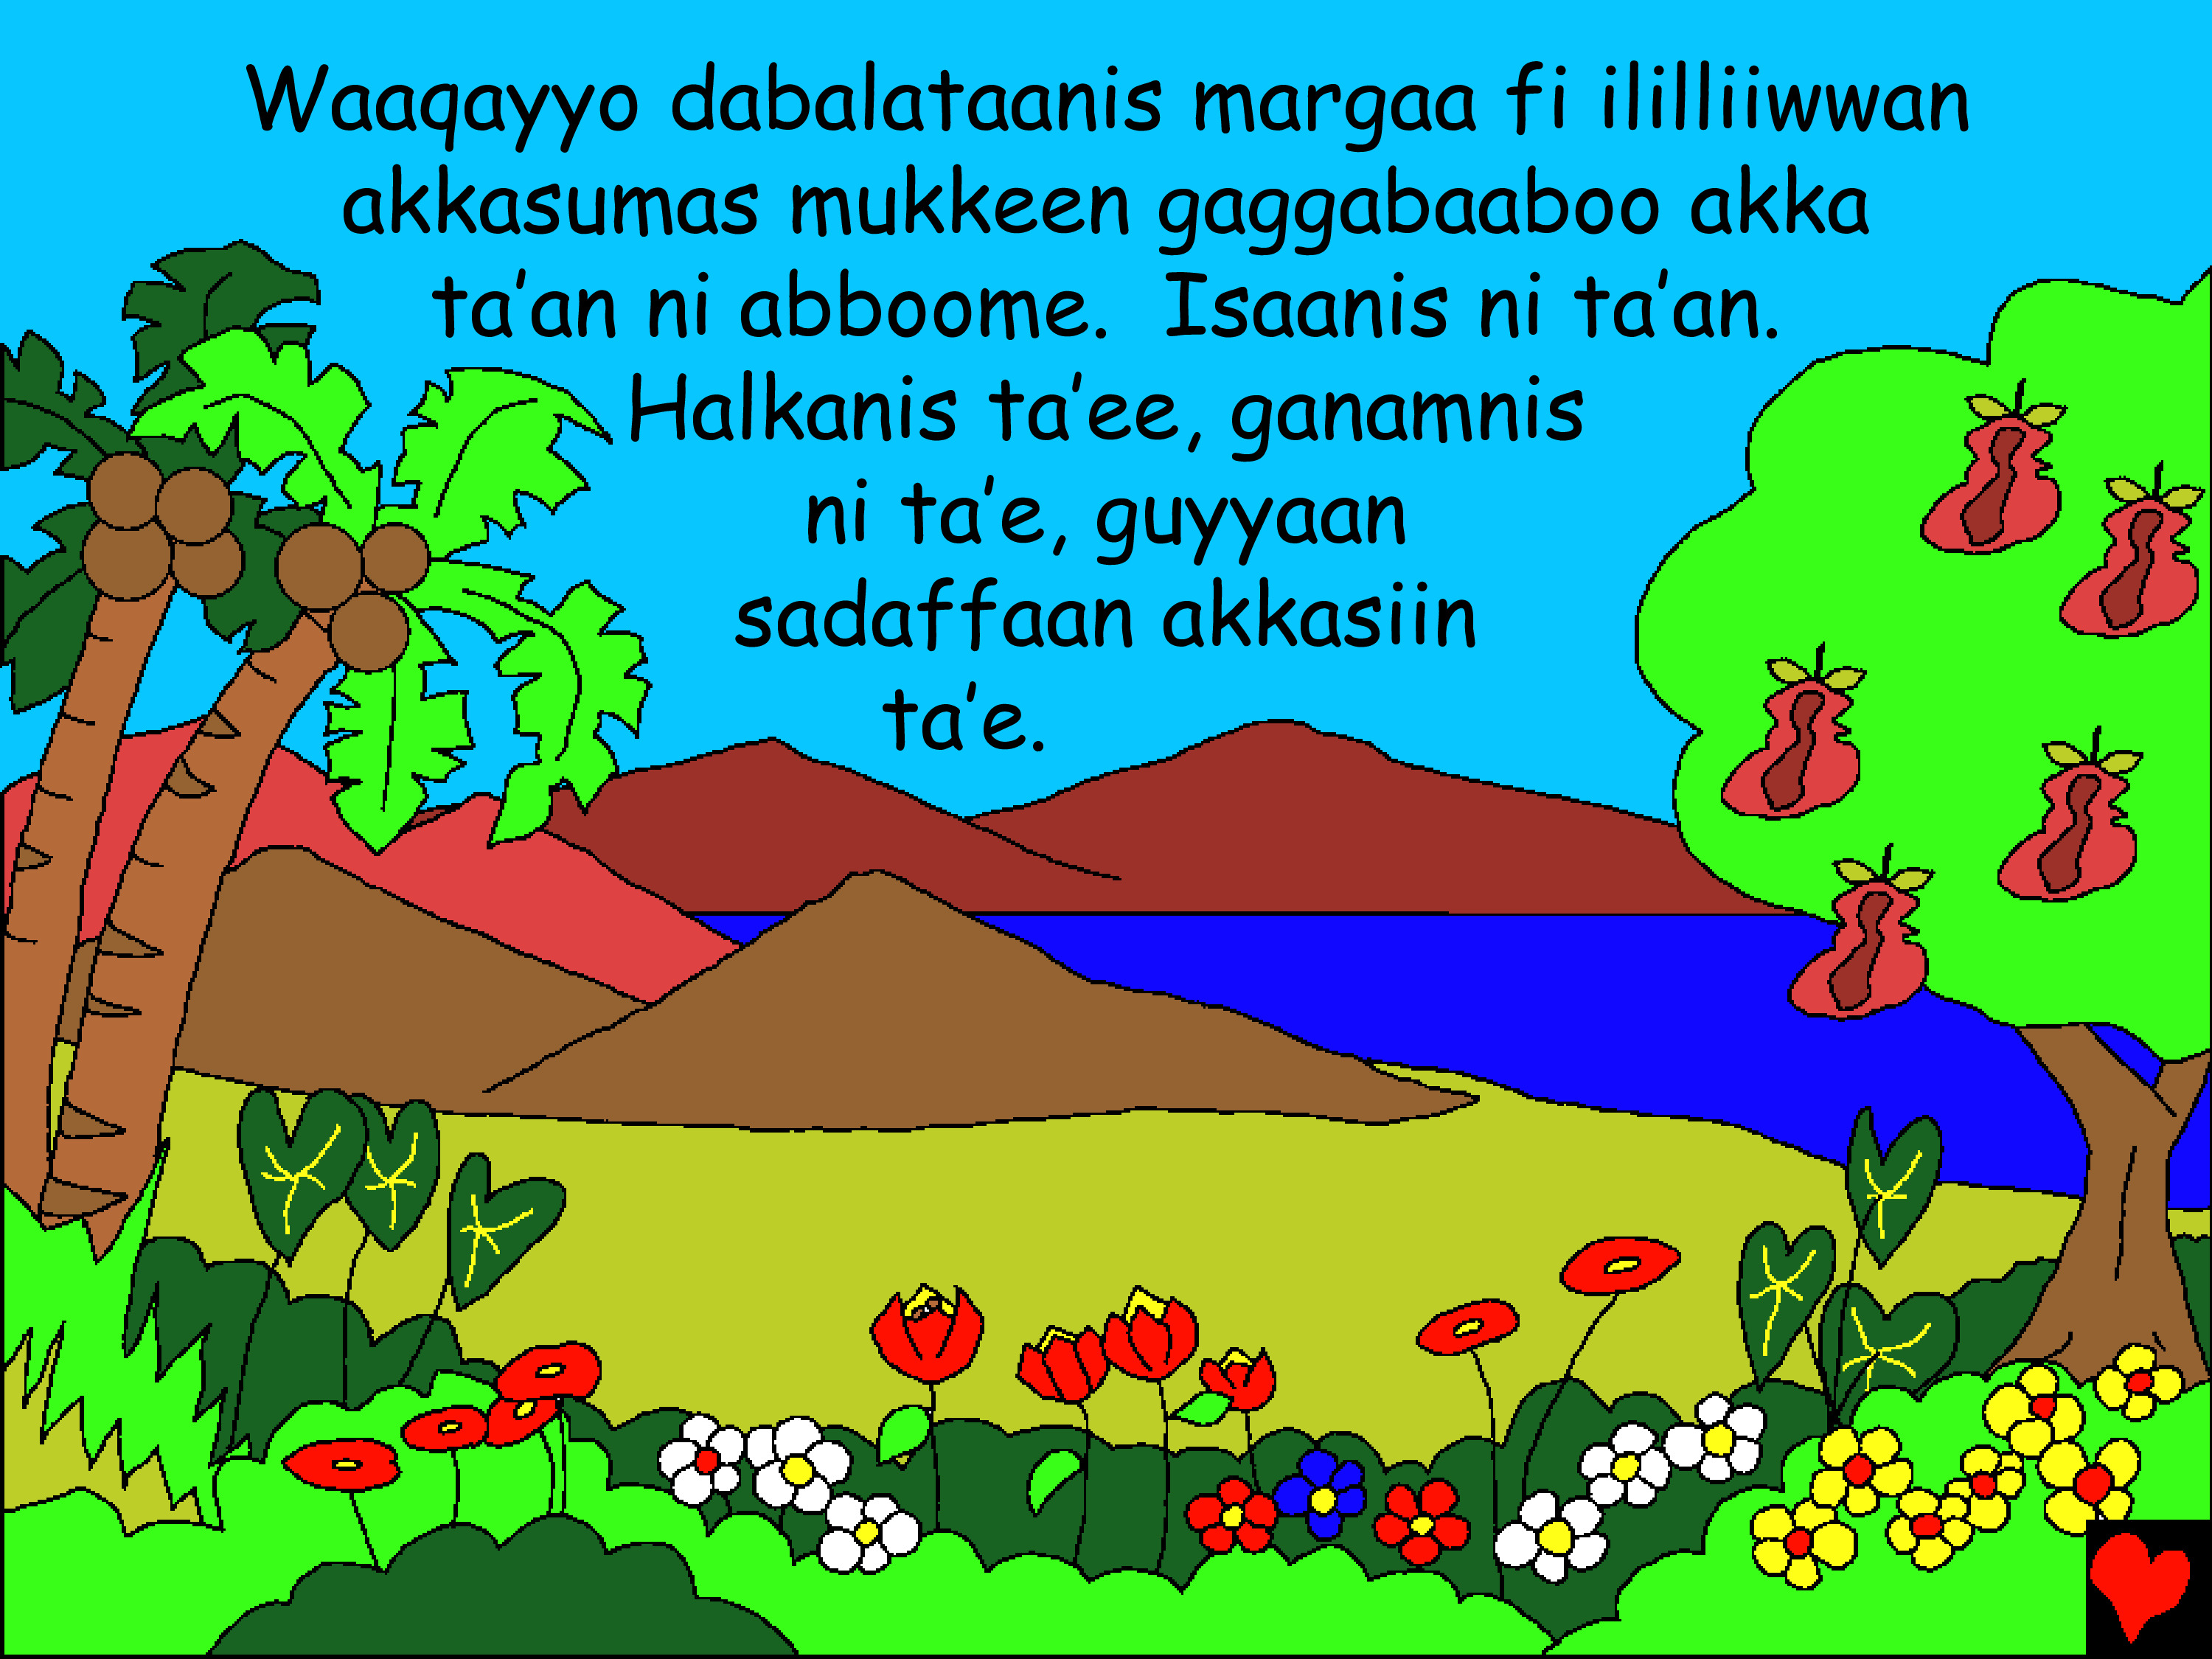 Waaqayyo dabalataanis margaa fi ililliiwwan
akkasumas mukkeen gaggabaaboo akka
ta’an ni abboome.  Isaanis ni ta’an.
Halkanis ta’ee, ganamnis
ni ta’e, guyyaan
sadaffaan akkasiin
ta’e.